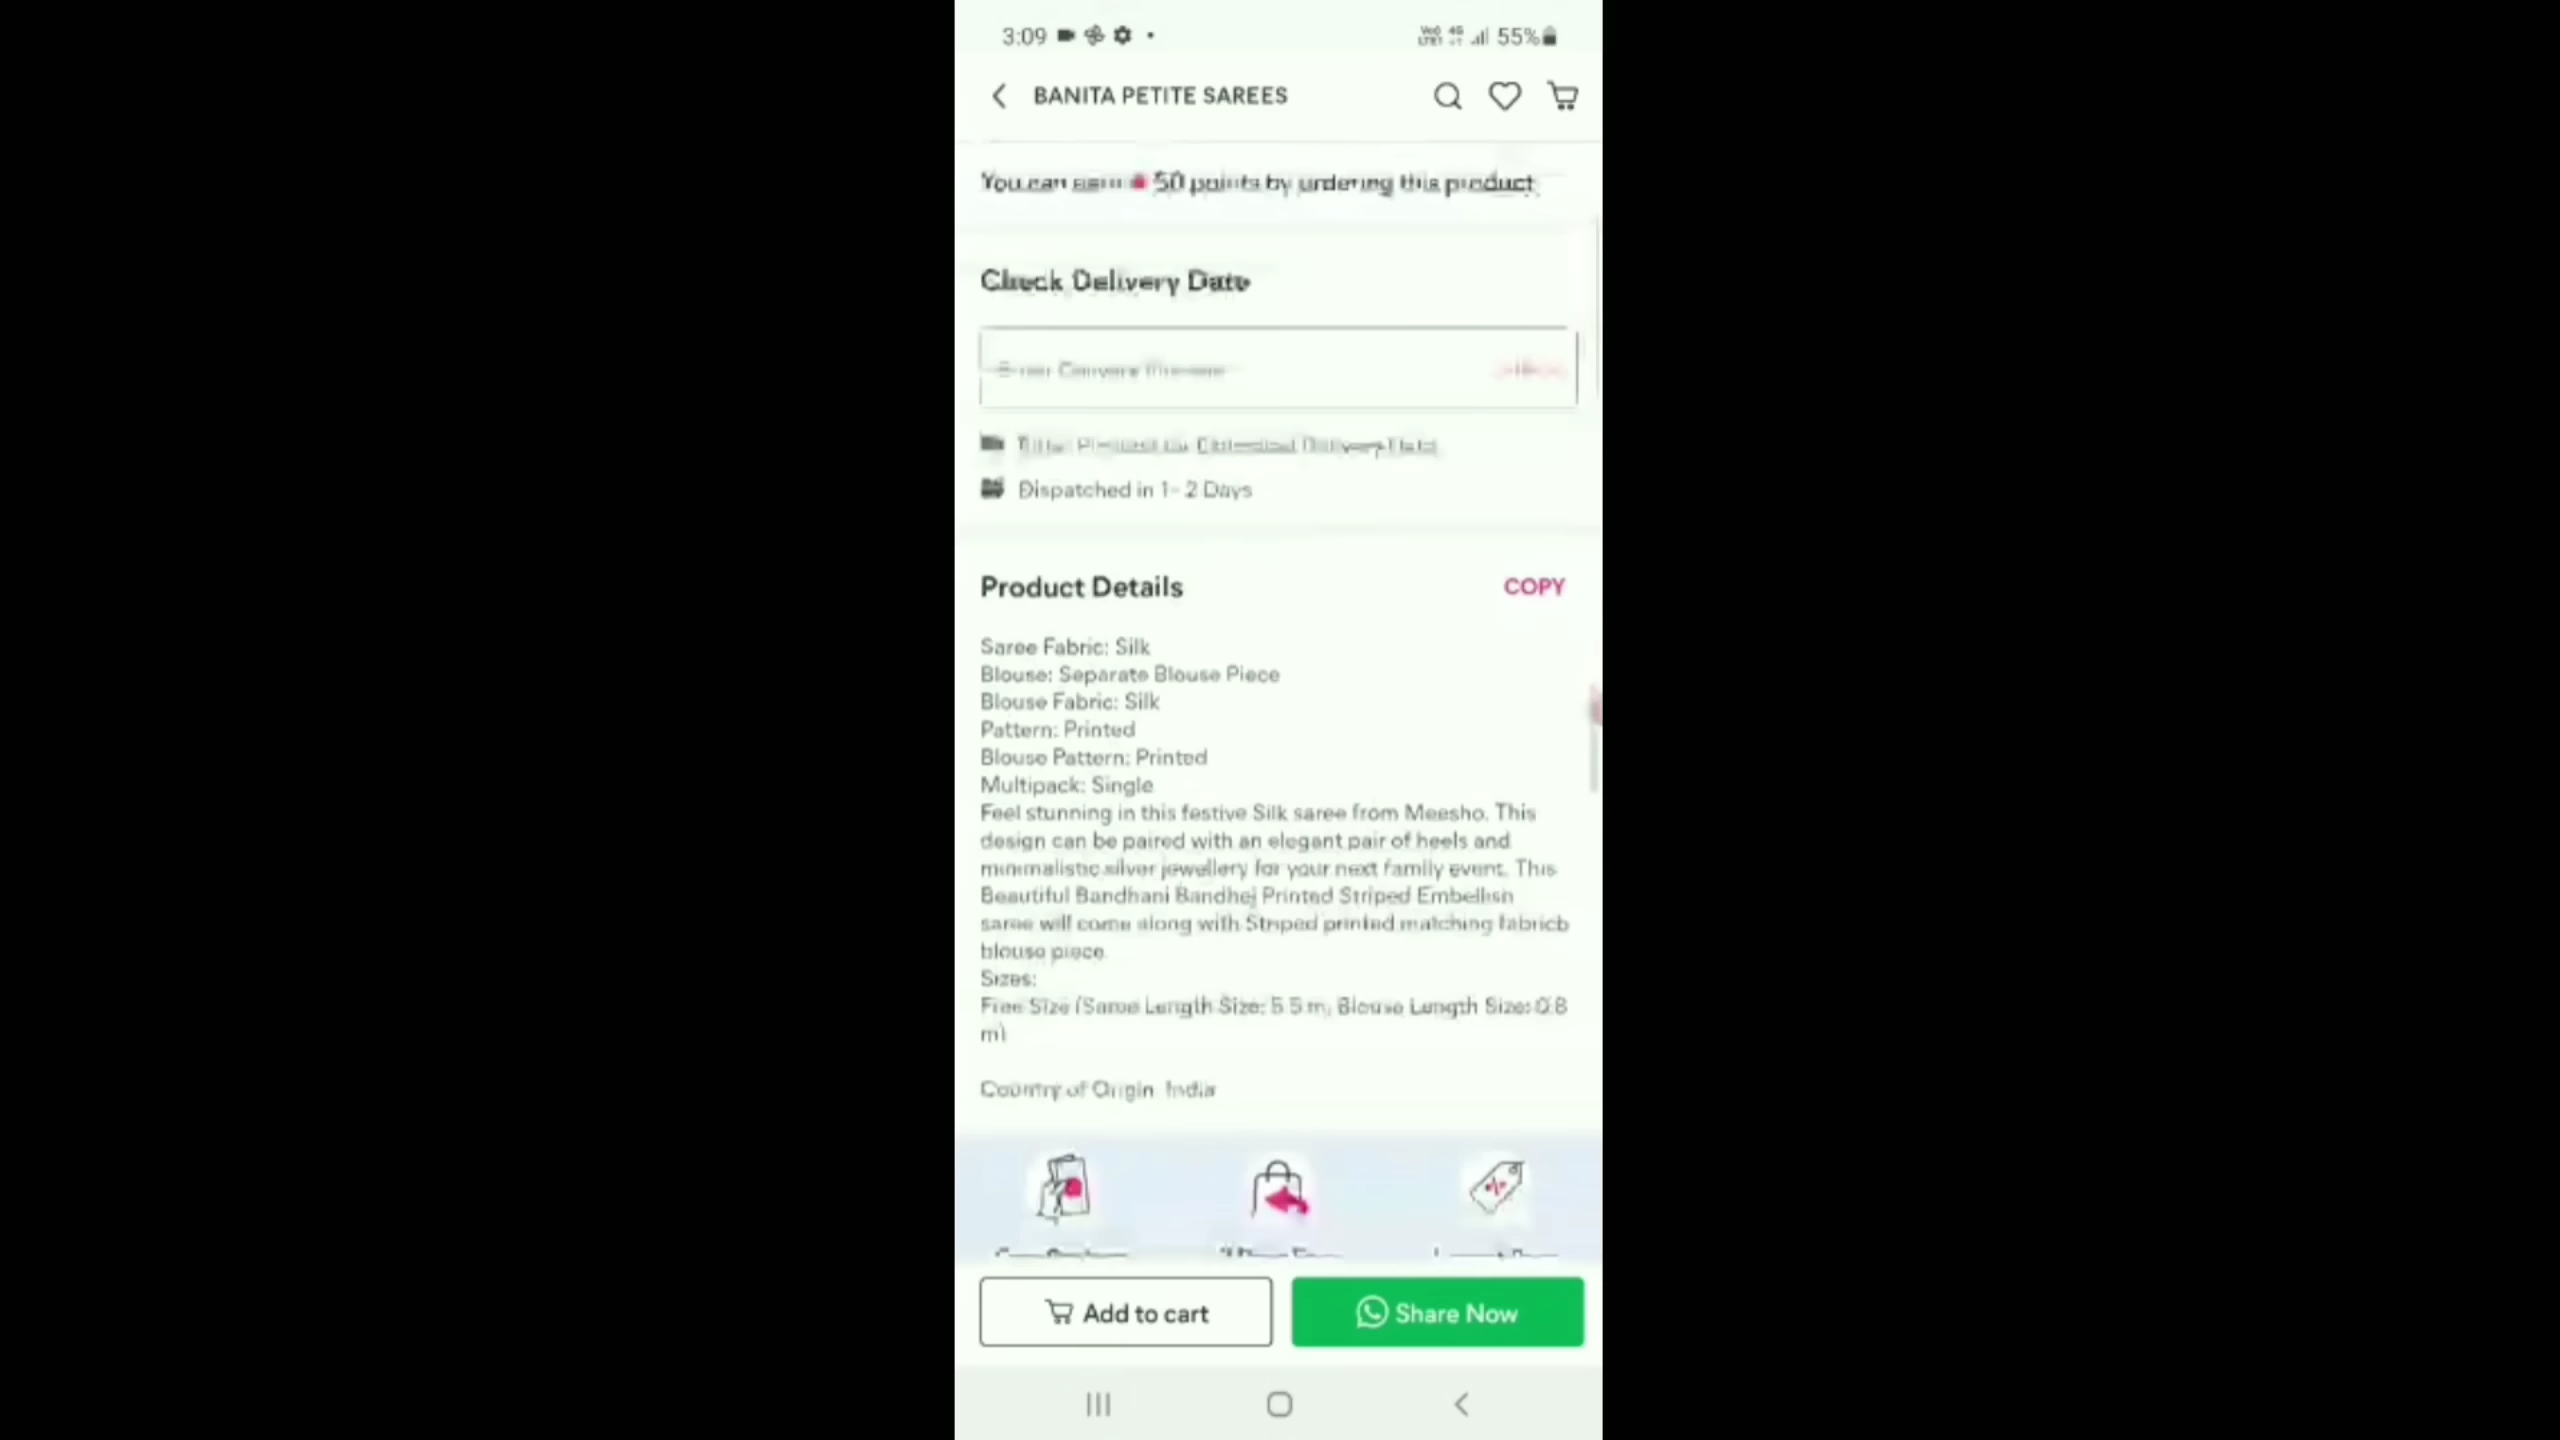 3:09
55%
BANITA PETITE SAREES
You can earn 50 points by ordering this product
Check Delivery Date
Dispatched in 1- 2 Days
Product Details
COPY
Saree Fabric: Silk
Blouse: Separate Blouse Piece
Blouse Fabric: Silk
Pattern: Printed
Blouse Pattern: Printed
Multipack: Single
Feel stunning in this festive Silk saree from Meesho. This
design can be paired with an elegant pair of heels and
minimalistic silver jewellery for your next family event. This
Beautiful Bandhani Bandhej Printed Striped Embellish
saree will come along with Striped printed matching fabricb
blouse piece.
Sizes:
Free Size (Saree Length Size: 5.5 m, Blouse Length Size: 0.8
m)
Country of Origin: India
Add to cart
Share Now